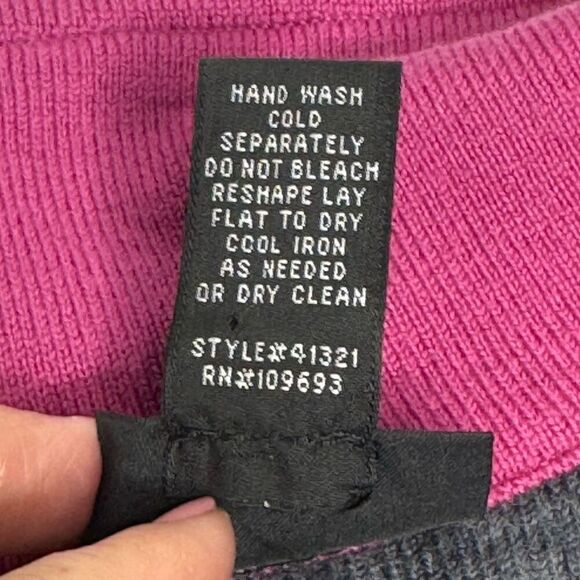 HAND WASH
COLD
SEPARATELY
DO NOT BLEACH
RESHAPE LAY
FLAT TO DRY
COOL IRON
AS NEEDED
OR DRY CLEAN
STYLE#41321
RN#109693